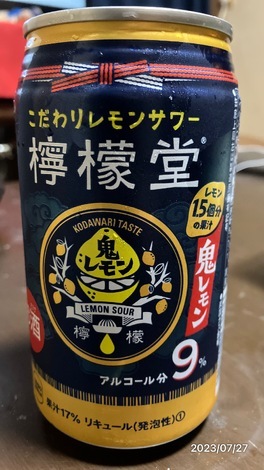 こだわりレモンサワー
檸檬堂®
レモン
1.5個分
の果汁
KODAWARI TASTE
鬼
レモン
LEMON SOUR
檸 檬
鬼レモン
酒
アルコール分
9%
果汁17% リキュール(発泡性)①
2023/07/27